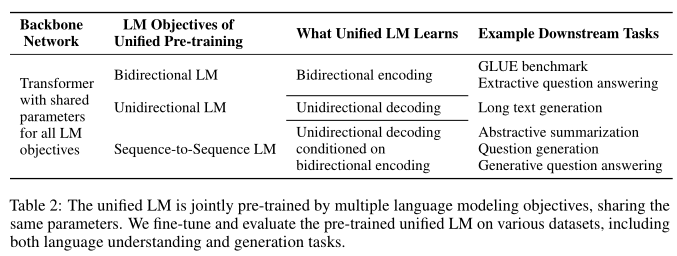 Backbone Network | LM Objectives of Unified Pre-training | What Unified LM Learns | Example Downstream Tasks
Transformer with shared parameters for all LM objectives | Bidirectional LM | Bidirectional encoding | GLUE benchmark Extractive question answering
Unidirectional LM | Unidirectional decoding | Long text generation
Sequence-to-Sequence LM | Unidirectional decoding conditioned on bidirectional encoding | Abstractive summarization Question generation Generative question answering
Table 2: The unified LM is jointly pre-trained by multiple language modeling objectives, sharing the
same parameters. We fine-tune and evaluate the pre-trained unified LM on various datasets, including
both language understanding and generation tasks.